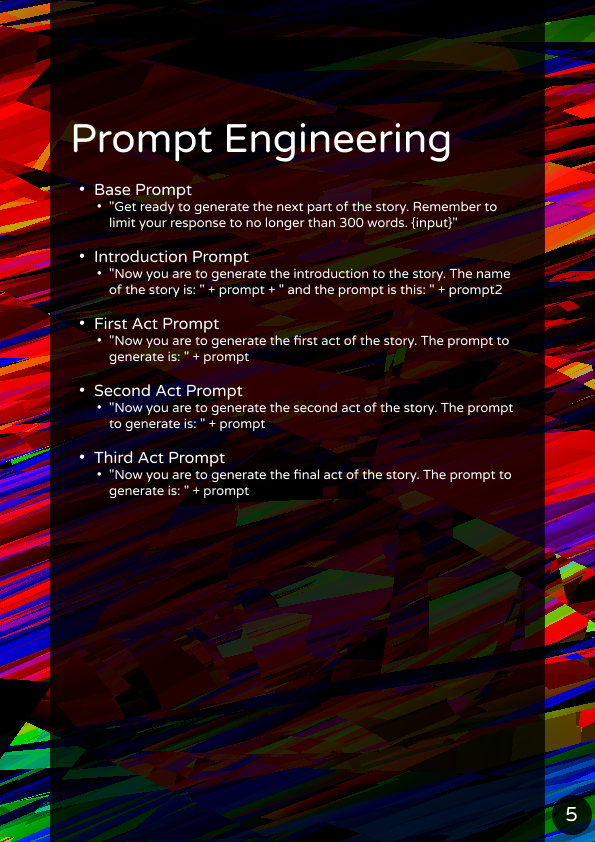 Prompt Engineering
• Base Prompt
• "Get ready to generate the next part of the story. Remember to
limit your response to no longer than 300 words. {input}"
• Introduction Prompt
• "Now you are to generate the introduction to the story. The name
of the story is: " + prompt + " and the prompt is this: " + prompt2
• First Act Prompt
• "Now you are to generate the first act of the story. The prompt to
generate is: " + prompt
• Second Act Prompt
• "Now you are to generate the second act of the story. The prompt
to generate is: " + prompt
• Third Act Prompt
• "Now you are to generate the final act of the story. The prompt to
generate is: " + prompt
5